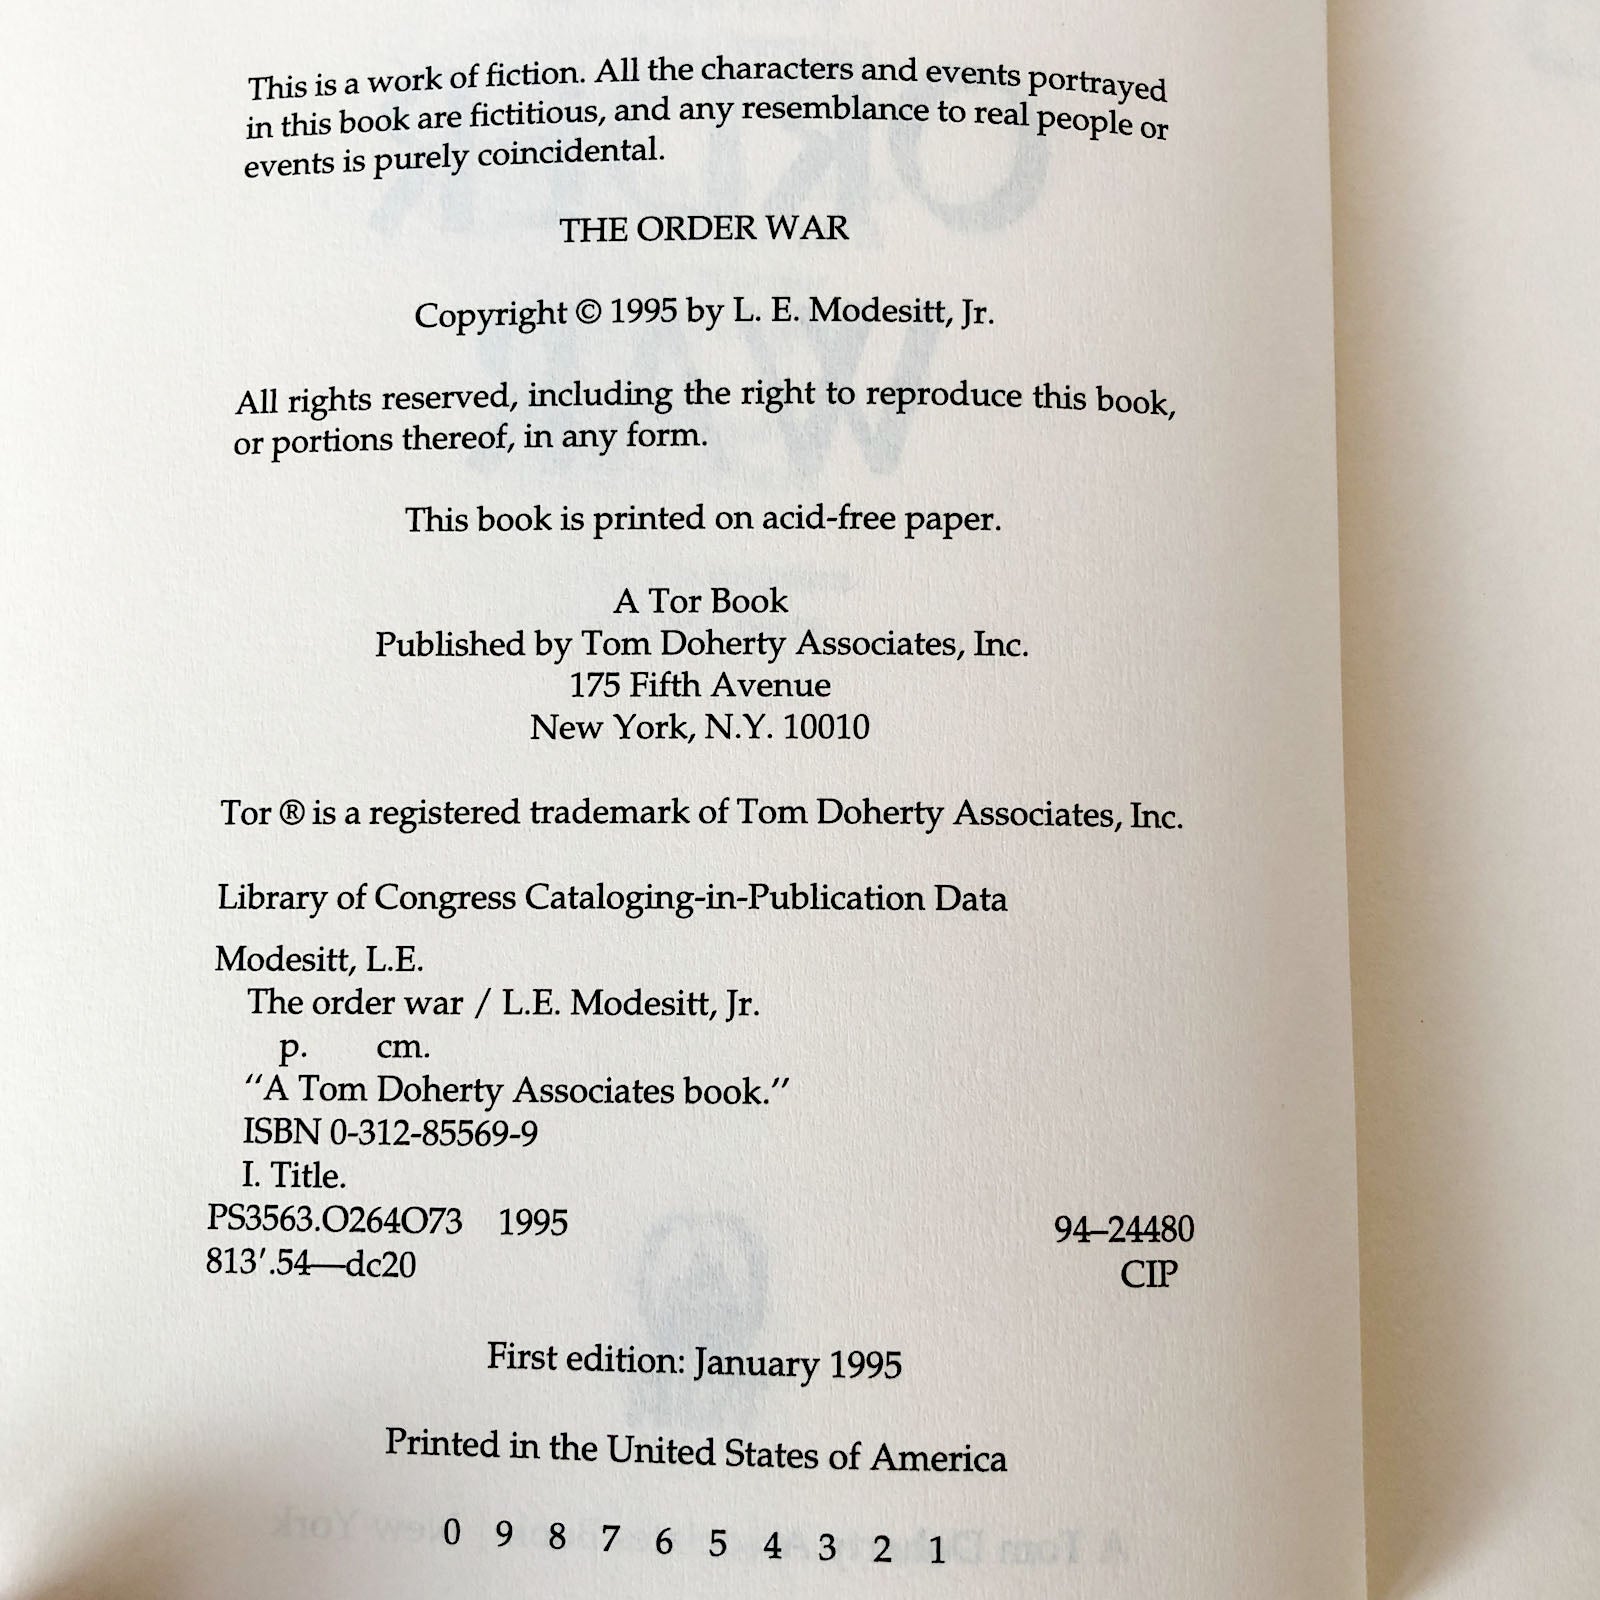 This is a work of fiction. All the characters and events portrayed
in this book are fictitious, and any resemblance to real people or
events is purely coincidental.
THE ORDER WAR
Copyright © 1995 by L. E. Modesitt, Jr.
All rights reserved, including the right to reproduce this book,
or portions thereof, in any form.
This book is printed on acid-free paper.
A Tor Book
Published by Tom Doherty Associates, Inc.
175 Fifth Avenue
New York, N.Y. 10010
Tor ® is a registered trademark of Tom Doherty Associates, Inc.
Library of Congress Cataloging-in-Publication Data
Modesitt, L.E.
The order war / L.E. Modesitt, Jr.
p. cm.
"A Tom Doherty Associates book."
ISBN 0-312-85569-9
I. Title.
PS3563.O264O73 1995 94–24480
813′.54—dc20 CIP
First edition: January 1995
Printed in the United States of America
0 9 8 7 6 5 4 3 2 1